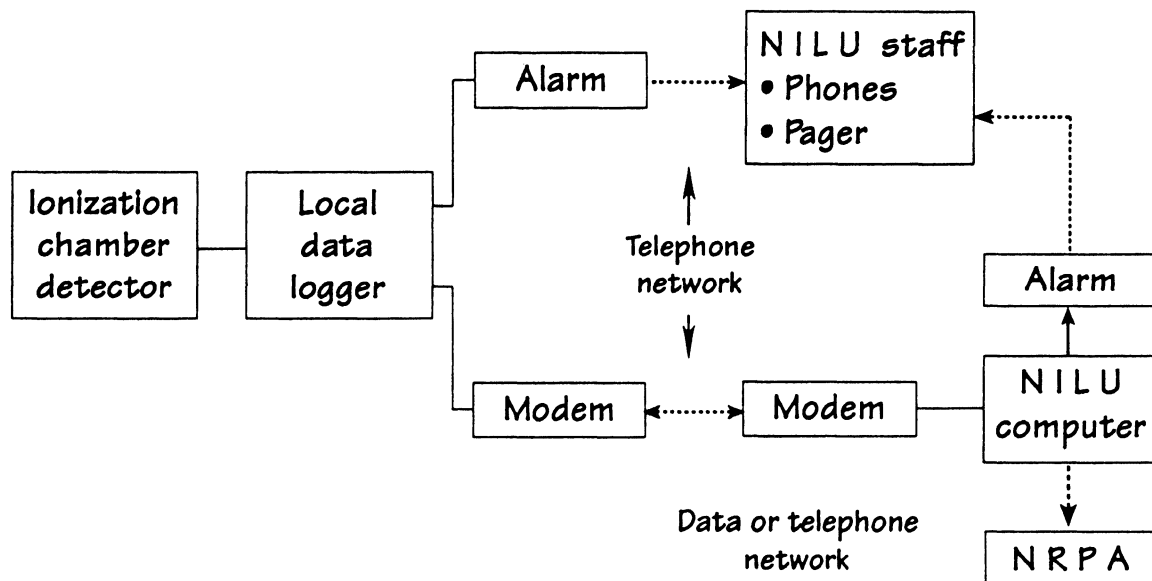 Ionization
chamber
detector
Local
data
logger
Alarm
NILU staff
• Phones
• Pager
Telephone
network
Alarm
Modem
Modem
NILU
computer
Data or telephone
network
NRPA